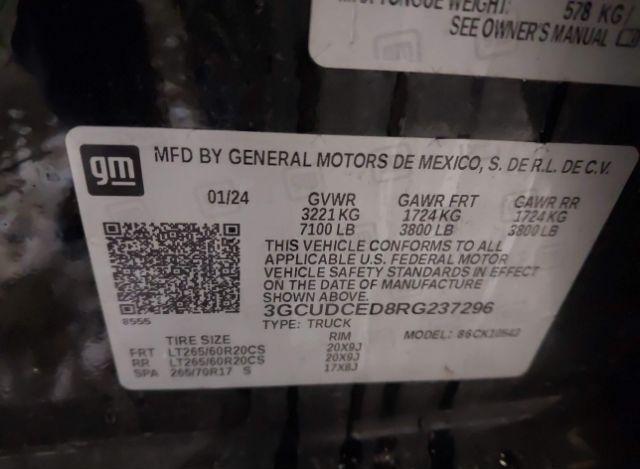 TONGUE WEIGHT: 578 KG
SEE OWNER'S MANUAL
gm
MFD BY GENERAL MOTORS DE MEXICO, S. DE R.L. DE C.V.
01/24 GVWR GAWR FRT GAWR RR
3221 KG 1724 KG 1724 KG
7100 LB 3800 LB 3800 LB
THIS VEHICLE CONFORMS TO ALL
APPLICABLE U.S. FEDERAL MOTOR
VEHICLE SAFETY STANDARDS IN EFFECT
ON THE DATE OF MANUFACTURE
SHOWN ABOVE.
3GCUDCED8RG237296
8555
TYPE: TRUCK MODEL:
TIRE SIZE RIM
FRT LT265/60R20CS 20X9J
RR LT265/60R20CS 20X9J
SPA 265/70R17 S 17X8J